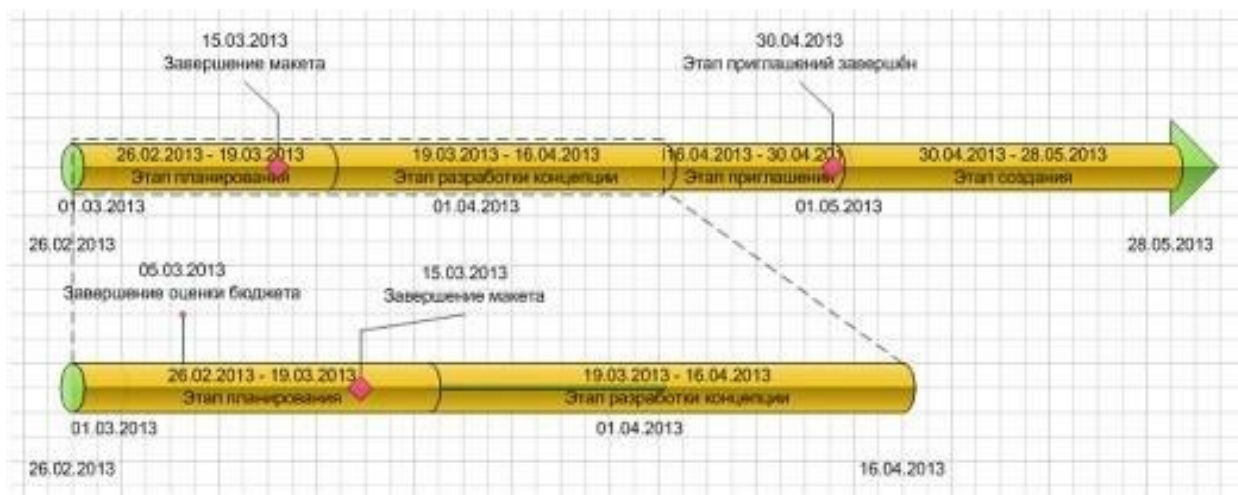 15.03.2013
Завершение макета
30.04.2013
Этап приглашений завершён
26.02.2013 - 19.03.2013
Этап планирования
19.03.2013 - 16.04.2013
Этап разработки концепции
16.04.2013 - 30.04.2013
Этап приглашений
30.04.2013 - 28.05.2013
Этап создания
01.03.2013
01.04.2013
01.05.2013
26.02.2013
28.05.2013
05.03.2013
Завершение оценки бюджета
15.03.2013
Завершение макета
26.02.2013 - 19.03.2013
Этап планирования
19.03.2013 - 16.04.2013
Этап разработки концепции
01.03.2013
01.04.2013
26.02.2013
16.04.2013